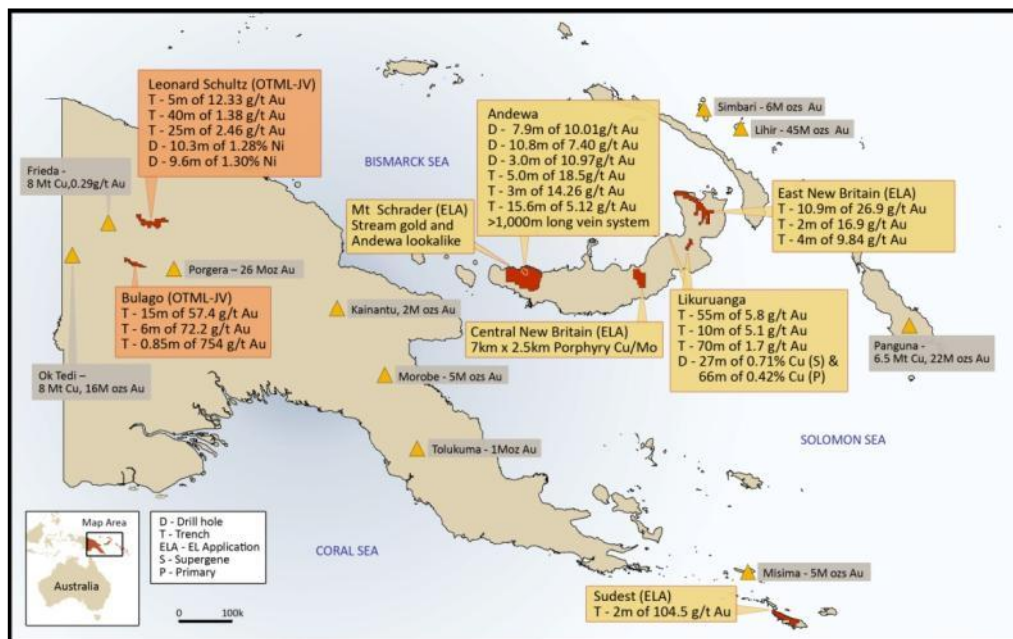 Leonard Schultz (OTML-JV)
T - 5m of 12.33 g/t Au
T - 40m of 1.38 g/t Au
T - 25m of 2.46 g/t Au
D - 10.3m of 1.28% Ni
D - 9.6m of 1.30% Ni
Frieda -
8 Mt Cu,0.29g/t Au
BISMARCK SEA
Andewa
D - 7.9m of 10.01g/t Au
D - 10.8m of 7.40 g/t Au
D - 3.0m of 10.97g/t Au
T - 5.0m of 18.5g/t Au
T - 3m of 14.26 g/t Au
T - 15.6m of 5.12 g/t Au
>1,000m long vein system
Simbari - 6M ozs Au
Lihir - 45M ozs Au
Mt Schrader (ELA)
Stream gold and
Andewa lookalike
East New Britain (ELA)
T - 10.9m of 26.9 g/t Au
T - 2m of 16.9 g/t Au
T - 4m of 9.84 g/t Au
Porgera – 26 Moz Au
Bulago (OTML-JV)
T - 15m of 57.4 g/t Au
T - 6m of 72.2 g/t Au
T - 0.85m of 754 g/t Au
Kainantu, 2M ozs Au
Central New Britain (ELA)
7km x 2.5km Porphyry Cu/Mo
Likuruanga
T - 55m of 5.8 g/t Au
T - 10m of 5.1 g/t Au
T - 70m of 1.7 g/t Au
D - 27m of 0.71% Cu (S) &
66m of 0.42% Cu (P)
Panguna -
6.5 Mt Cu, 22M ozs Au
Ok Tedi –
8 Mt Cu, 16M ozs Au
Morobe - 5M ozs Au
Tolukuma - 1Moz Au
SOLOMON SEA
Map Area
Australia
D - Drill hole
T - Trench
ELA - EL Application
S - Supergene
P - Primary
CORAL SEA
0 100k
Misima - 5M ozs Au
Sudest (ELA)
T - 2m of 104.5 g/t Au